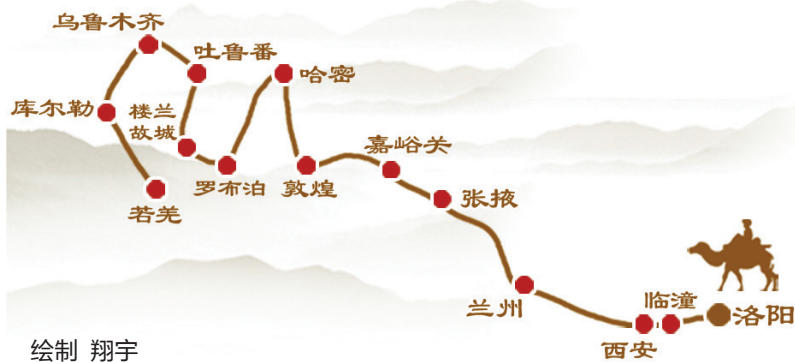 乌鲁木齐
吐鲁番
哈密
库尔勒
楼兰
故城
嘉峪关
若羌
罗布泊
敦煌
张掖
兰州
临潼
洛阳
西安
绘制 翔宇